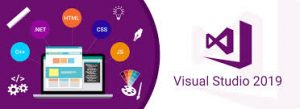 HTML
.NET
CSS
C++
JS
Visual Studio 2019